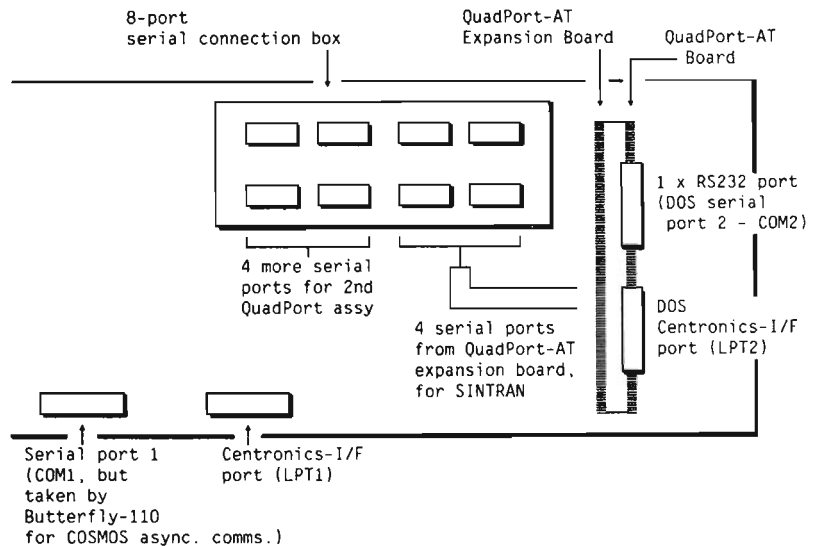 8-port
serial connection box
QuadPort-AT
Expansion Board
QuadPort-AT
Board
1 x RS232 port
(DOS serial
port 2 - COM2)
4 more serial
ports for 2nd
QuadPort assy
4 serial ports
from QuadPort-AT
expansion board,
for SINTRAN
DOS
Centronics-I/F
port (LPT2)
Serial port 1
(COM1, but
taken by
Butterfly-110
for COSMOS async. comms.)
Centronics-I/F
port (LPT1)